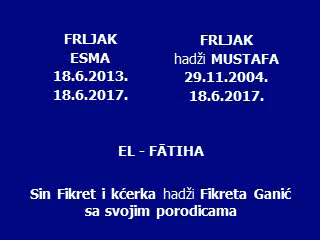 FRLJAK
ESMA
18.6.2013.
18.6.2017.
FRLJAK
hadži MUSTAFA
29.11.2004.
18.6.2017.
EL - FĀTIHA
Sin Fikret i kćerka hadži Fikreta Ganić
sa svojim porodicama